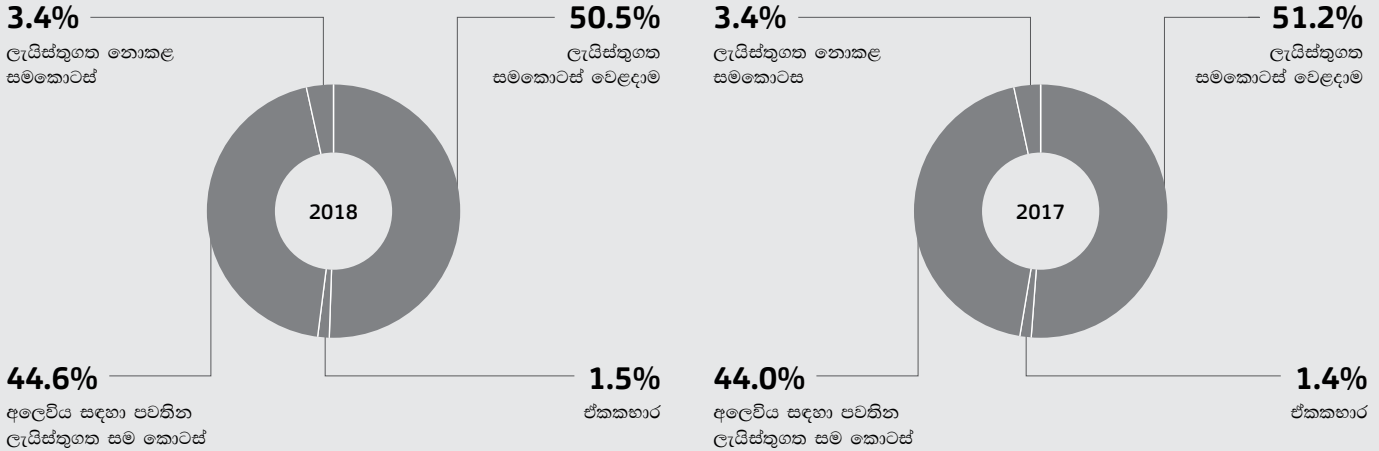 3.4%
ලැයිස්තුගත නොකළ
සමකොටස්
50.5%
ලැයිස්තුගත
සමකොටස් වෙළඳාම
2018
44.6%
අලෙවිය සඳහා පවතින
ලැයිස්තුගත සම කොටස්
1.5%
ඒකකභාර
3.4%
ලැයිස්තුගත නොකළ
සමකොටස
51.2%
ලැයිස්තුගත
සමකොටස් වෙළඳාම
2017
44.0%
අලෙවිය සඳහා පවතින
ලැයිස්තුගත සම කොටස්
1.4%
ඒකකභාර